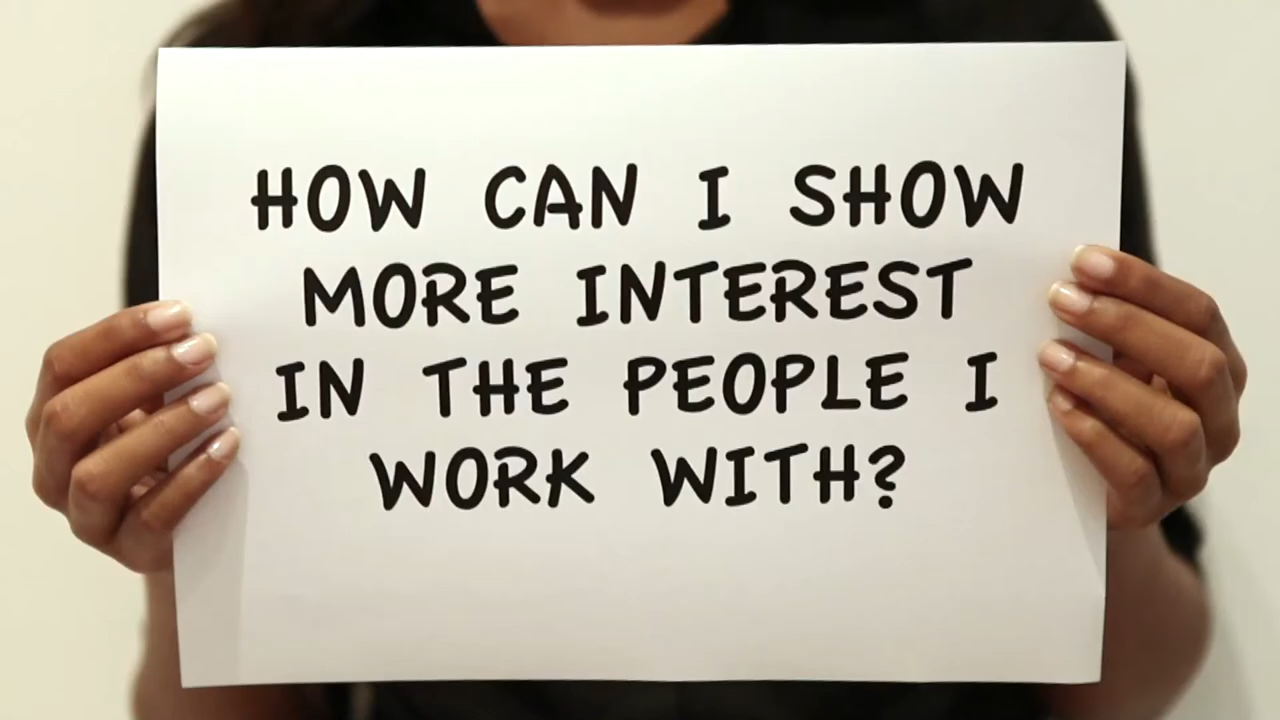 HOW CAN I SHOW
MORE INTEREST
IN THE PEOPLE I
WORK WITH?